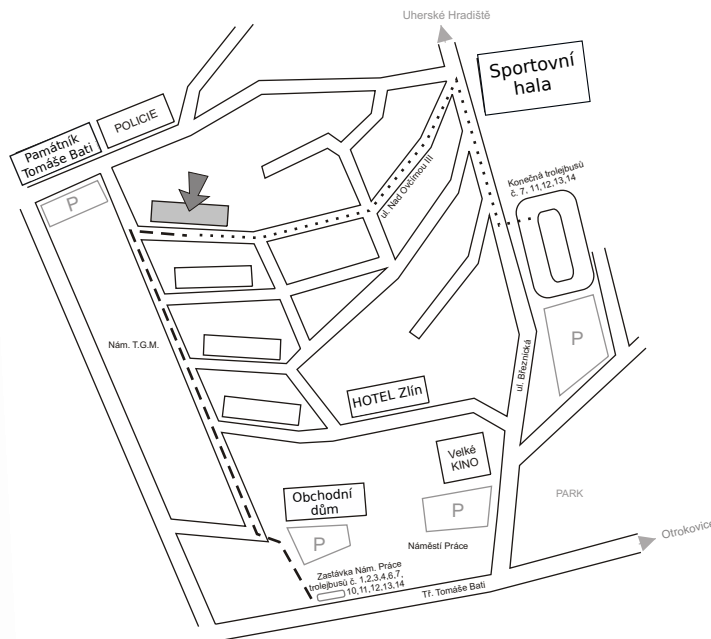 Uherské Hradiště
Sportovní
hala
POLICIE
Památník
Tomáše Bati
P
Konečná trolejbusů
č. 7, 11,12,13,14
ul. Nad Ovčírnou III
P
Nám. T.G.M.
ul. Březnická
HOTEL Zlín
Velké
KINO
Obchodní
dům
P
P
PARK
Náměstí Práce
Otrokovice
Zastávka Nám. Práce
trolejbusů č. 1,2,3,4,6,7,
10,11,12,13,14
Tř. Tomáše Bati